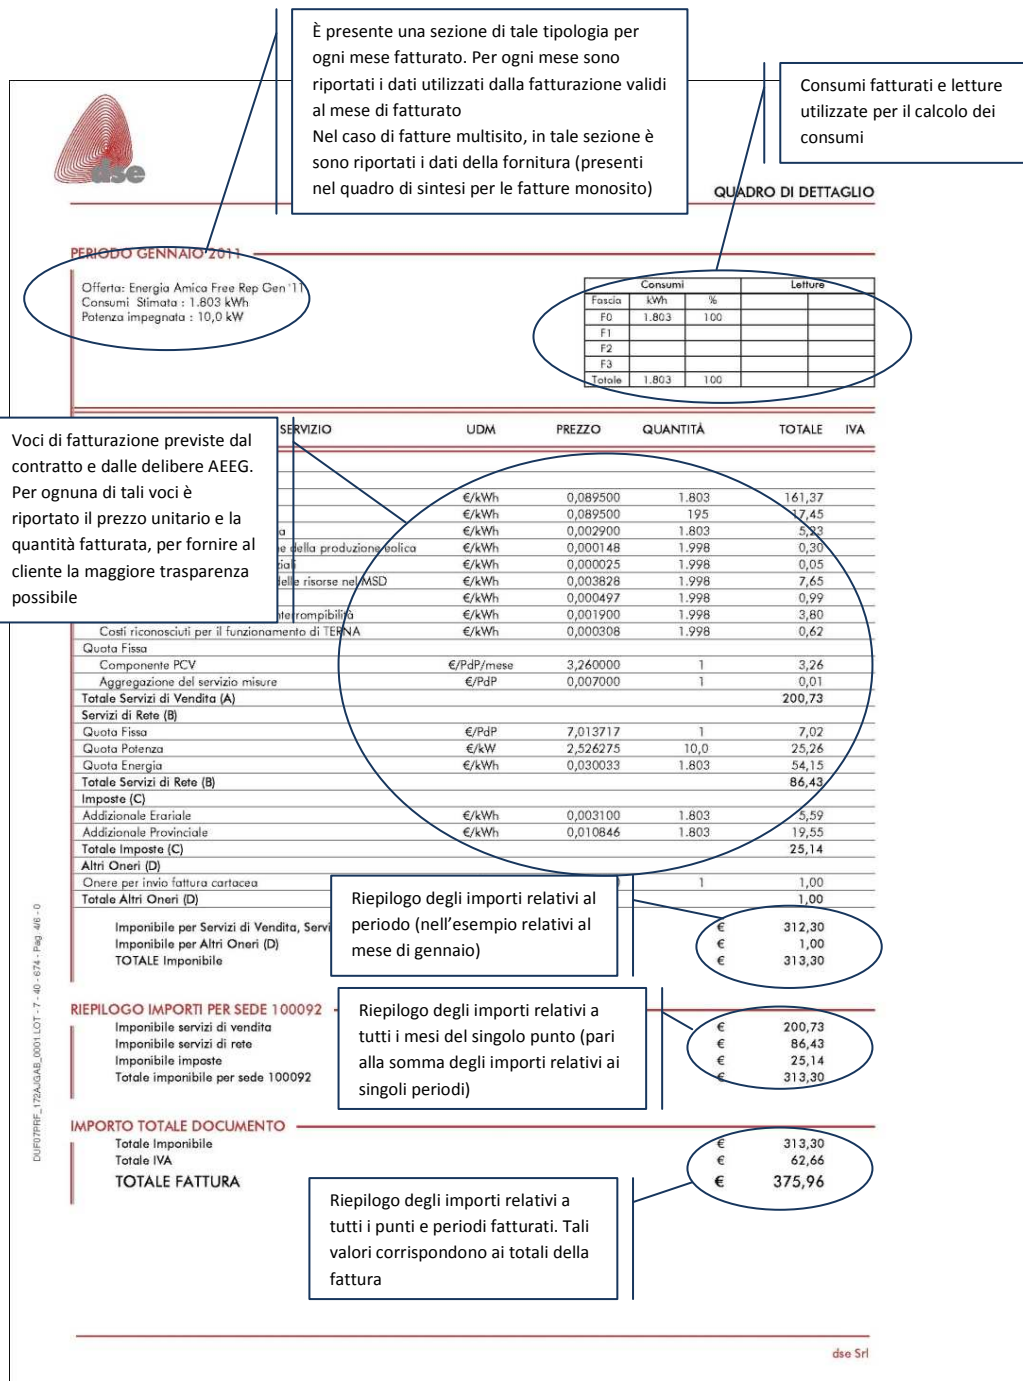 È presente una sezione di tale tipologia per
ogni mese fatturato. Per ogni mese sono
riportati i dati utilizzati dalla fatturazione validi
al mese di fatturato
Nel caso di fatture multisito, in tale sezione è
sono riportati i dati della fornitura (presenti
nel quadro di sintesi per le fatture monosito)
Consumi fatturati e letture
utilizzate per il calcolo dei
consumi
dse
QUADRO DI DETTAGLIO
PERIODO GENNAIO 2011
Offerta: Energia Amica Free Rep Gen '11
Consumi Stimata : 1.803 kWh
Potenza impegnata : 10,0 kW
Consumi Letture
Fascia kWh %
F0 1.803 100
F1
F2
F3
Totale 1.803 100
SERVIZIO UDM PREZZO QUANTITÀ TOTALE IVA
Voci di fatturazione previste dal
contratto e dalle delibere AEEG.
Per ognuna di tali voci è
riportato il prezzo unitario e la
quantità fatturata, per fornire al
cliente la maggiore trasparenza
possibile
€/kWh 0,089500 1.803 161,37
€/kWh 0,089500 195 17,45
a €/kWh 0,002900 1.803 5,23
e della produzione eolica €/kWh 0,000148 1.998 0,30
ziali €/kWh 0,000025 1.998 0,05
delle risorse nel MSD €/kWh 0,003828 1.998 7,65
€/kWh 0,000497 1.998 0,99
interrompibilità €/kWh 0,001900 1.998 3,80
Costi riconosciuti per il funzionamento di TERNA €/kWh 0,000308 1.998 0,62
Quota Fissa
Componente PCV €/PdP/mese 3,260000 1 3,26
Aggregazione del servizio misure €/PdP 0,007000 1 0,01
Totale Servizi di Vendita (A) 200,73
Servizi di Rete (B)
Quota Fissa €/PdP 7,013717 1 7,02
Quota Potenza €/kW 2,526275 10,0 25,26
Quota Energia €/kWh 0,030033 1.803 54,15
Totale Servizi di Rete (B) 86,43
Imposte (C)
Addizionale Erariale €/kWh 0,003100 1.803 5,59
Addizionale Provinciale €/kWh 0,010846 1.803 19,55
Totale Imposte (C) 25,14
Altri Oneri (D)
Onere per invio fattura cartacea 1 1,00
Totale Altri Oneri (D) 1,00
Riepilogo degli importi relativi al
periodo (nell'esempio relativi al
mese di gennaio)
Imponibile per Servizi di Vendita, Servi € 312,30
Imponibile per Altri Oneri (D) € 1,00
TOTALE Imponibile € 313,30
RIEPILOGO IMPORTI PER SEDE 100092
Imponibile servizi di vendita € 200,73
Imponibile servizi di rete € 86,43
Imponibile imposte € 25,14
Totale imponibile per sede 100092 € 313,30
Riepilogo degli importi relativi a
tutti i mesi del singolo punto (pari
alla somma degli importi relativi ai
singoli periodi)
IMPORTO TOTALE DOCUMENTO
Totale Imponibile € 313,30
Totale IVA € 62,66
TOTALE FATTURA € 375,96
Riepilogo degli importi relativi a
tutti i punti e periodi fatturati. Tali
valori corrispondono ai totali della
fattura
DUF07PRF_172AJGAB_0001.LOT - 7 - 40 - 674 - Pag. 4/6 - 0
dse Srl